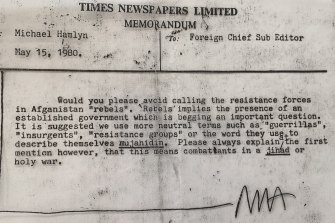 TIMES NEWSPAPERS LIMITED
MEMORANDUM
Michael Hamlyn
To: Foreign Chief Sub Editor
May 15, 1980.
Would you please avoid calling the resistance forces
in Afganistan "rebels". Rebels implies the presence of an
established government which is begging an important question.
It is suggested we use more neutral terms such as "guerrillas",
"insurgents", "resistance groups" or the word they use to
describe themselves mujahidin. Please always explain the first
mention however, that this means combatants in a jihad or
holy war.